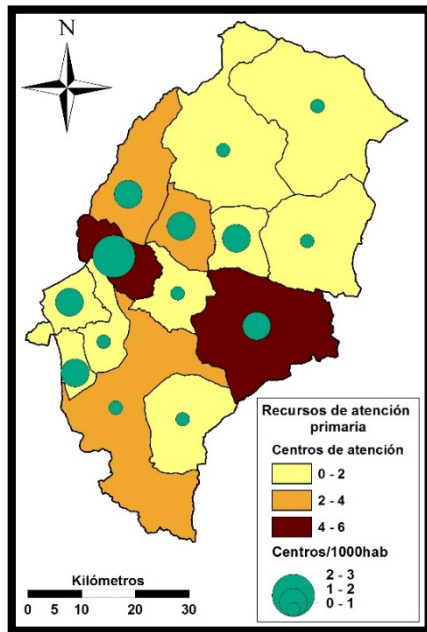 N
Recursos de atención
primaria
Centros de atención
0 - 2
2 - 4
4 - 6
Centros/1000hab
2 - 3
1 - 2
0 - 1
Kilómetros
0 5 10 20 30